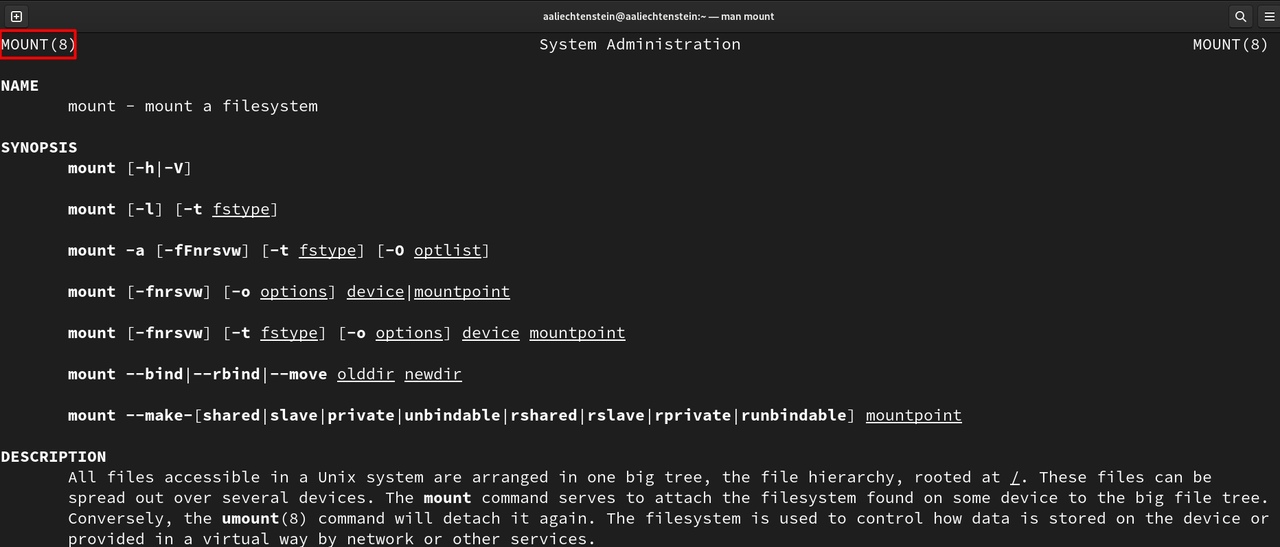 aaliechtenstein@aaliechtenstein:~ — man mount
MOUNT(8) System Administration MOUNT(8)
NAME
mount - mount a filesystem
SYNOPSIS
mount [-h|-V]
mount [-l] [-t fstype]
mount -a [-fFnrsvw] [-t fstype] [-O optlist]
mount [-fnrsvw] [-o options] device|mountpoint
mount [-fnrsvw] [-t fstype] [-o options] device mountpoint
mount --bind|--rbind|--move olddir newdir
mount --make-[shared|slave|private|unbindable|rshared|rslave|rprivate|runbindable] mountpoint
DESCRIPTION
All files accessible in a Unix system are arranged in one big tree, the file hierarchy, rooted at /. These files can be
spread out over several devices. The mount command serves to attach the filesystem found on some device to the big file tree.
Conversely, the umount(8) command will detach it again. The filesystem is used to control how data is stored on the device or
provided in a virtual way by network or other services.